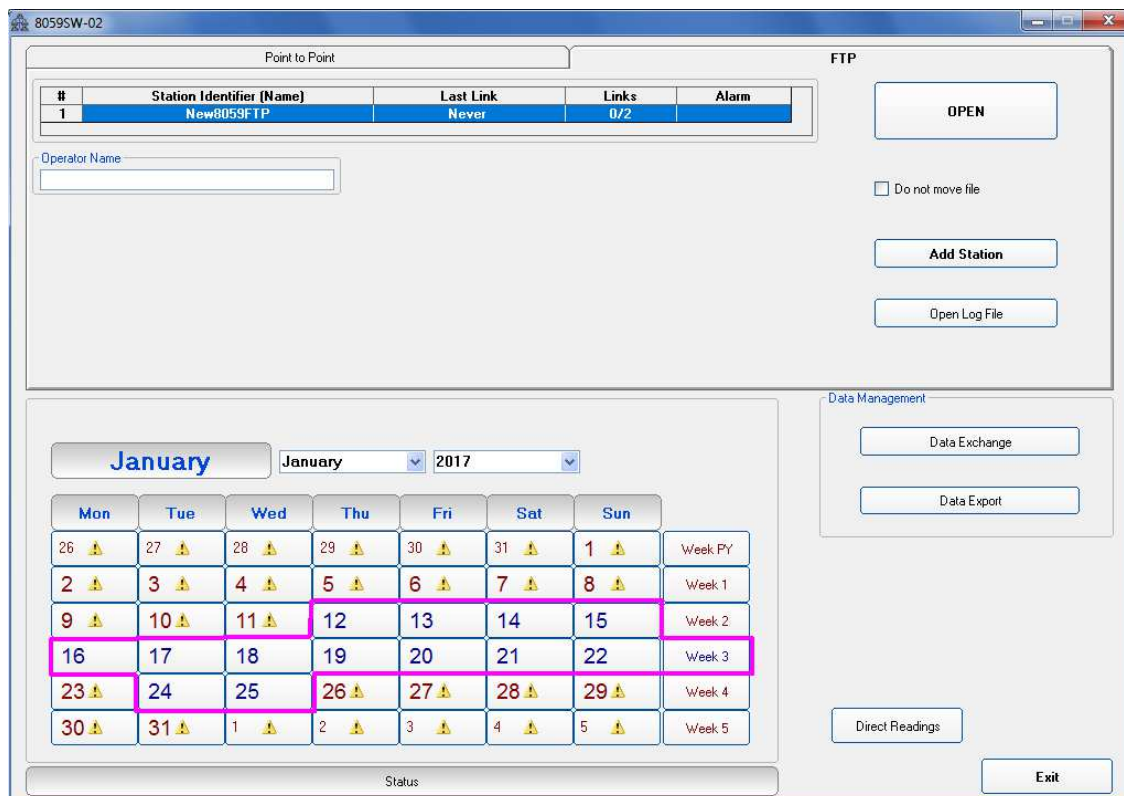 8059SW-02
Point to Point
FTP
# Station Identifier (Name) Last Link Links Alarm
1 New8059FTP Never 0/2
OPEN
Operator Name
Do not move file
Add Station
Open Log File
Data Management
Data Exchange
Data Export
January January 2017
Mon Tue Wed Thu Fri Sat Sun
26 27 28 29 30 31 1 Week PY
2 3 4 5 6 7 8 Week 1
9 10 11 12 13 14 15 Week 2
16 17 18 19 20 21 22 Week 3
23 24 25 26 27 28 29 Week 4
30 31 1 2 3 4 5 Week 5
Direct Readings
Status
Exit